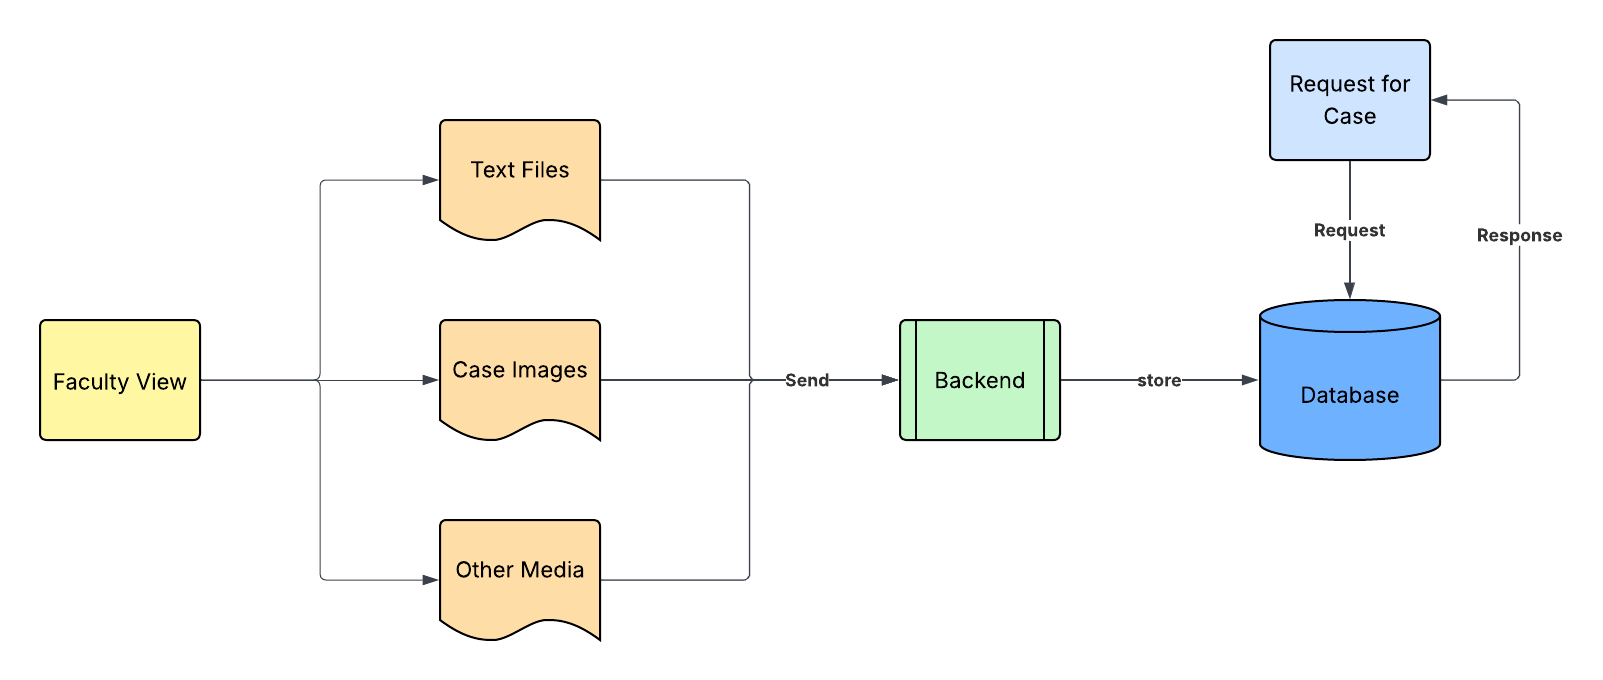 Request for
Case
Text Files
Request
Response
Faculty View
Case Images
Send
Backend
store
Database
Other Media